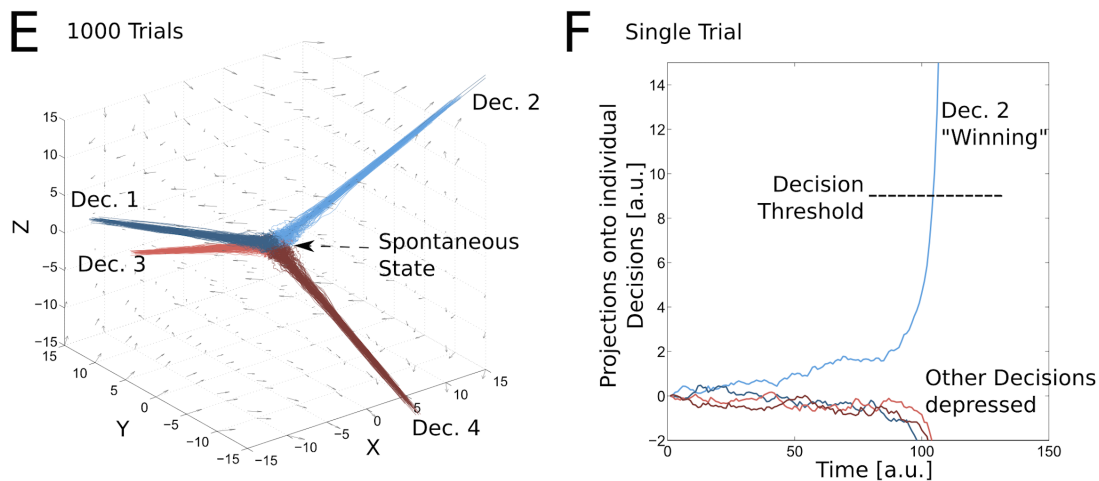 E
1000 Trials
Dec. 2
Dec. 1
Dec. 3
Spontaneous
State
Dec. 4
Z
15
10
5
0
−5
−10
−15
15
10
5
0
−5
−10
−15
Y
−15
−10
−5
0
5
10
15
X
F
Single Trial
Projections onto individual
Decisions [a.u.]
14
12
10
8
6
4
2
0
−2
Dec. 2
"Winning"
Decision
Threshold
Other Decisions
depressed
0
50
100
150
Time [a.u.]